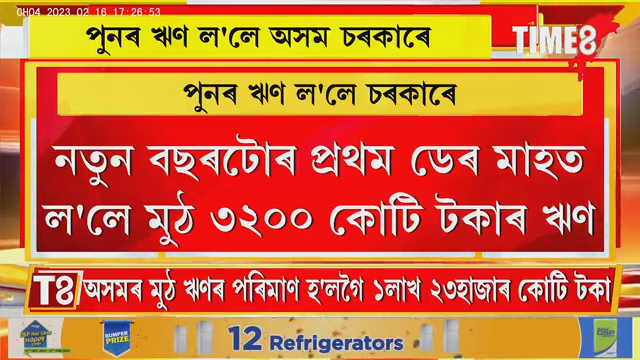 CH04 2023.02.16 17:26:53
পুনৰ ঋণ ল'লে অসম চৰকাৰে
TIME8
পুনৰ ঋণ ল'লে চৰকাৰে
নতুন বছৰটোৰ প্ৰথম ডেৰ মাহত
ল'লে মুঠ ৩২০০ কোটি টকাৰ ঋণ
T8 অসমৰ মুঠ ঋণৰ পৰিমাণ হ'লগৈ ১লাখ ২৩হাজাৰ কোটি টকা
BUMPER PRIZE
12 Refrigerators